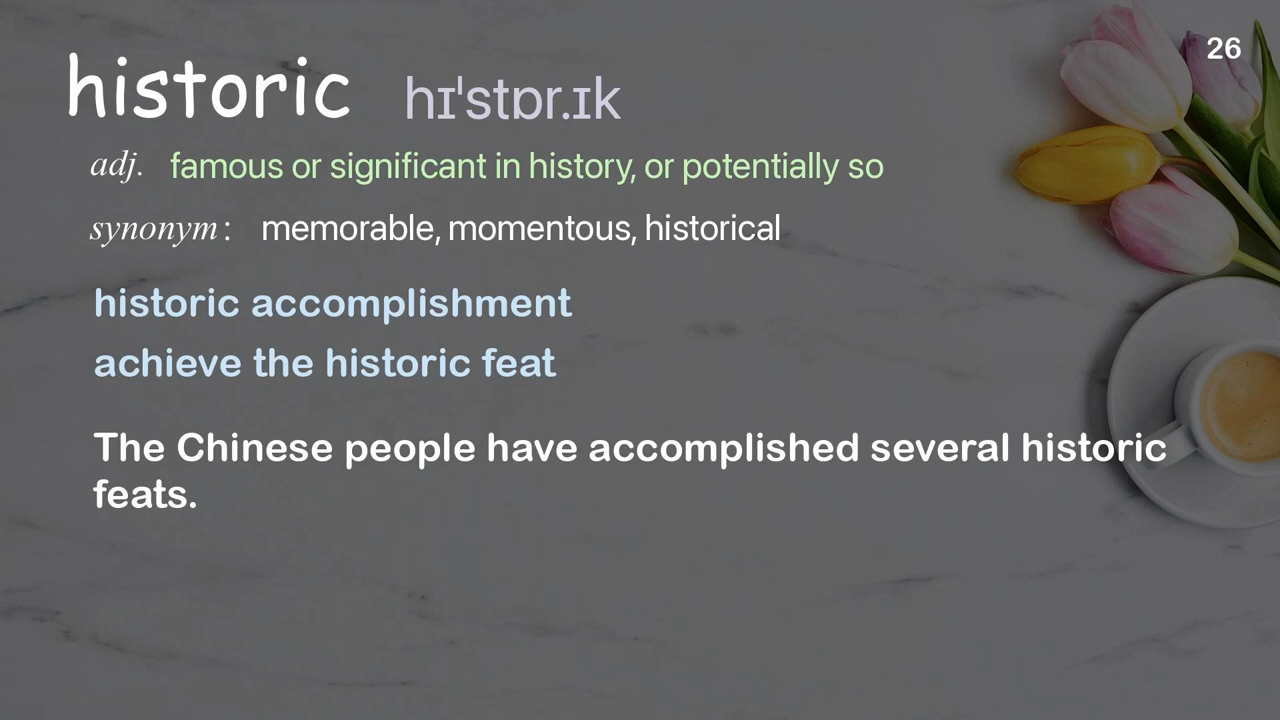 26
historic hɪˈstɒr.ɪk
adj. famous or significant in history, or potentially so
synonym: memorable, momentous, historical
historic accomplishment
achieve the historic feat
The Chinese people have accomplished several historic
feats.